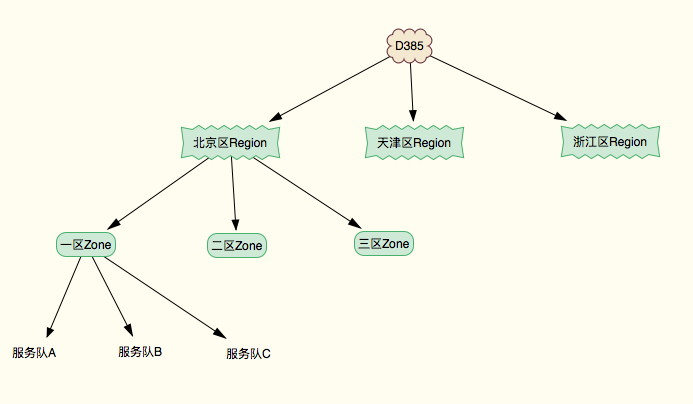 D385
北京区Region
天津区Region
浙江区Region
一区Zone
二区Zone
三区Zone
服务队A
服务队B
服务队C